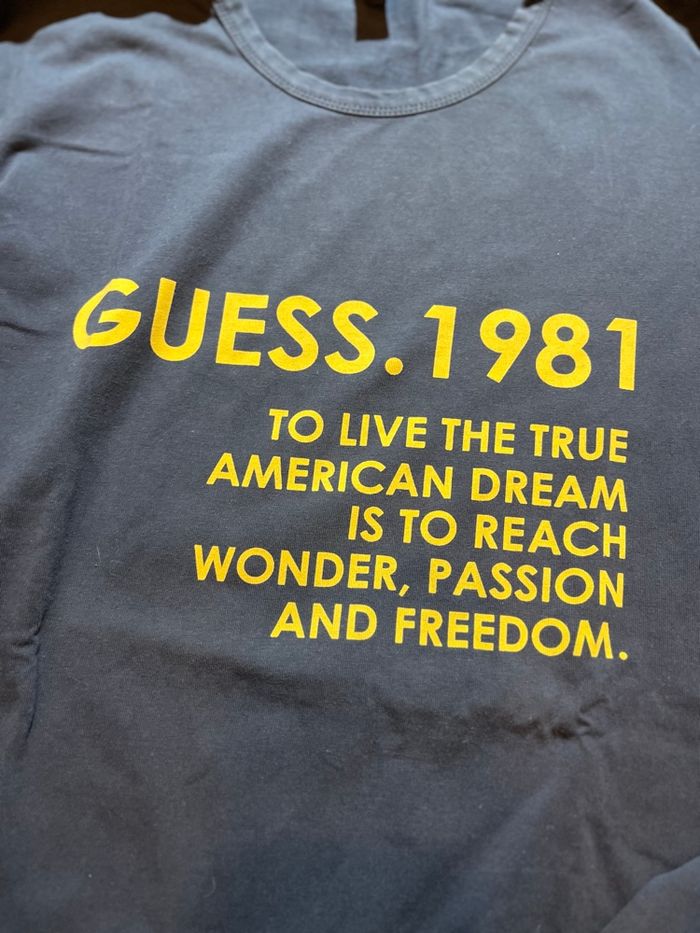 GUESS.1981
TO LIVE THE TRUE
AMERICAN DREAM
IS TO REACH
WONDER, PASSION
AND FREEDOM.